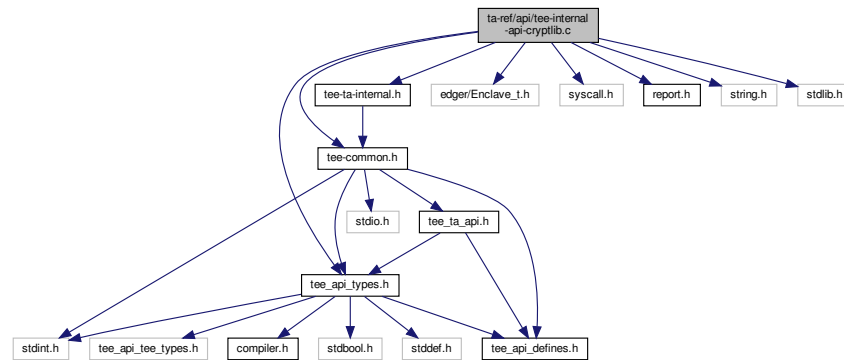 ta-ref/api/tee-internal
-api-cryptlib.c
tee-ta-internal.h
edger/Enclave_t.h
syscall.h
report.h
string.h
stdlib.h
tee-common.h
stdio.h
tee_ta_api.h
tee_api_types.h
stdint.h
tee_api_tee_types.h
compiler.h
stdbool.h
stddef.h
tee_api_defines.h